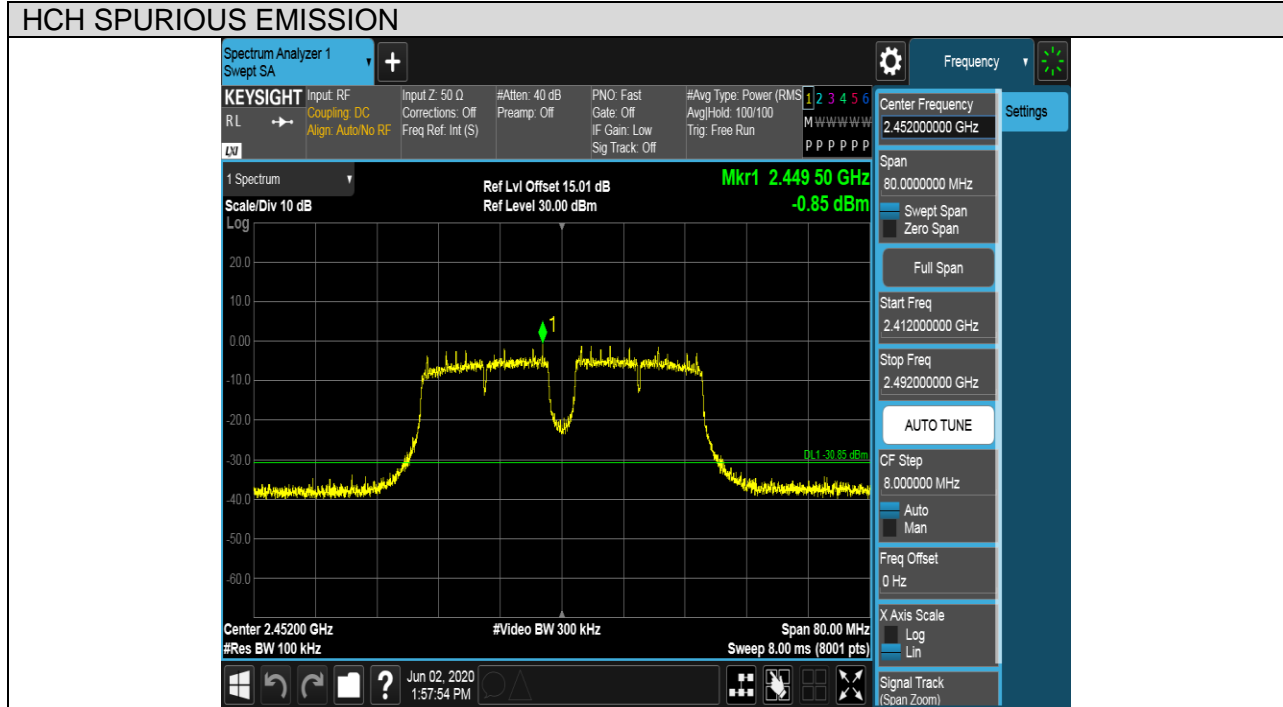 HCH SPURIOUS EMISSION
Spectrum Analyzer 1
Swept SA
Frequency
KEYSIGHT
RL
LXI
Input: RF
Coupling: DC
Align: Auto/No RF
Input Z: 50 Ω
Corrections: Off
Freq Ref: Int (S)
#Atten: 40 dB
Preamp: Off
PNO: Fast
Gate: Off
IF Gain: Low
Sig Track: Off
#Avg Type: Power (RMS
Avg|Hold: 100/100
Trig: Free Run
1 2 3 4 5 6
M W W W W W
P P P P P P
1 Spectrum
Scale/Div 10 dB
Ref Lvl Offset 15.01 dB
Ref Level 30.00 dBm
Mkr1 2.449 50 GHz
-0.85 dBm
Log
20.0
10.0
0.00
-10.0
-20.0
-30.0
-40.0
-50.0
-60.0
1
DL1 -30.85 dBm
Center 2.45200 GHz
#Res BW 100 kHz
#Video BW 300 kHz
Span 80.00 MHz
Sweep 8.00 ms (8001 pts)
Center Frequency
2.452000000 GHz
Settings
Span
80.0000000 MHz
Swept Span
Zero Span
Full Span
Start Freq
2.412000000 GHz
Stop Freq
2.492000000 GHz
AUTO TUNE
CF Step
8.000000 MHz
Auto
Man
Freq Offset
0 Hz
X Axis Scale
Log
Lin
Signal Track
(Span Zoom)
?
Jun 02, 2020
1:57:54 PM